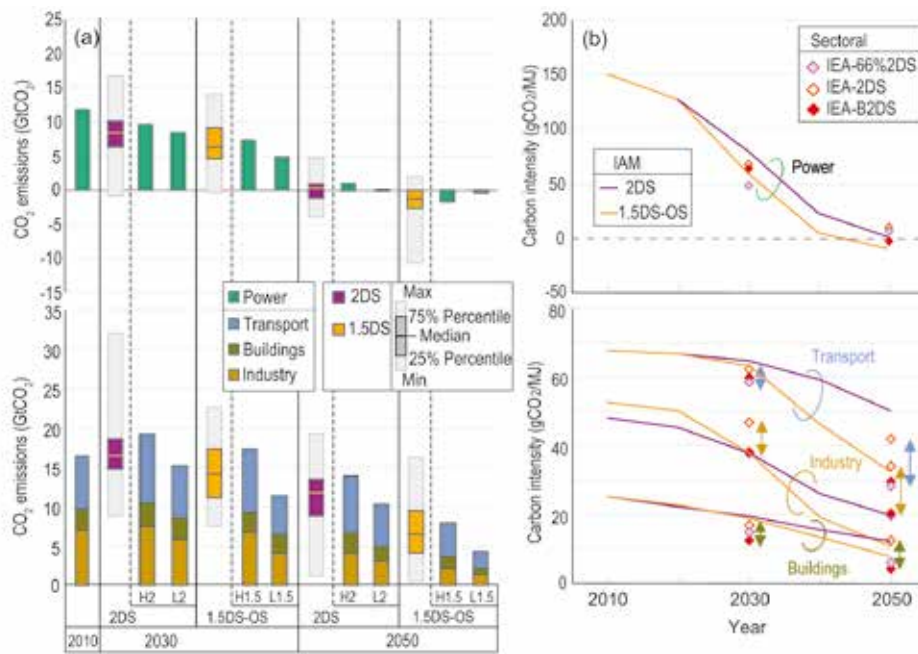 (a)
CO2 emissions (GtCO2)
25
20
15
10
5
0
-5
-10
-15
Power
Transport
Buildings
Industry
2DS
1.5DS
Max
75% Percentile
Median
25% Percentile
Min
CO2 emissions (GtCO2)
35
30
25
20
15
10
5
0
H2 L2 H1.5 L1.5 H2 L2 H1.5 L1.5
2DS 1.5DS-OS 2DS 1.5DS-OS
2010 2030 2050
(b)
Carbon intensity (gCO2/MJ)
200
150
100
50
0
-50
Sectoral
IEA-66%2DS
IEA-2DS
IEA-B2DS
IAM
2DS
1.5DS-OS
Power
Carbon intensity (gCO2/MJ)
80
60
40
20
0
Transport
Industry
Buildings
2010 2030 2050
Year